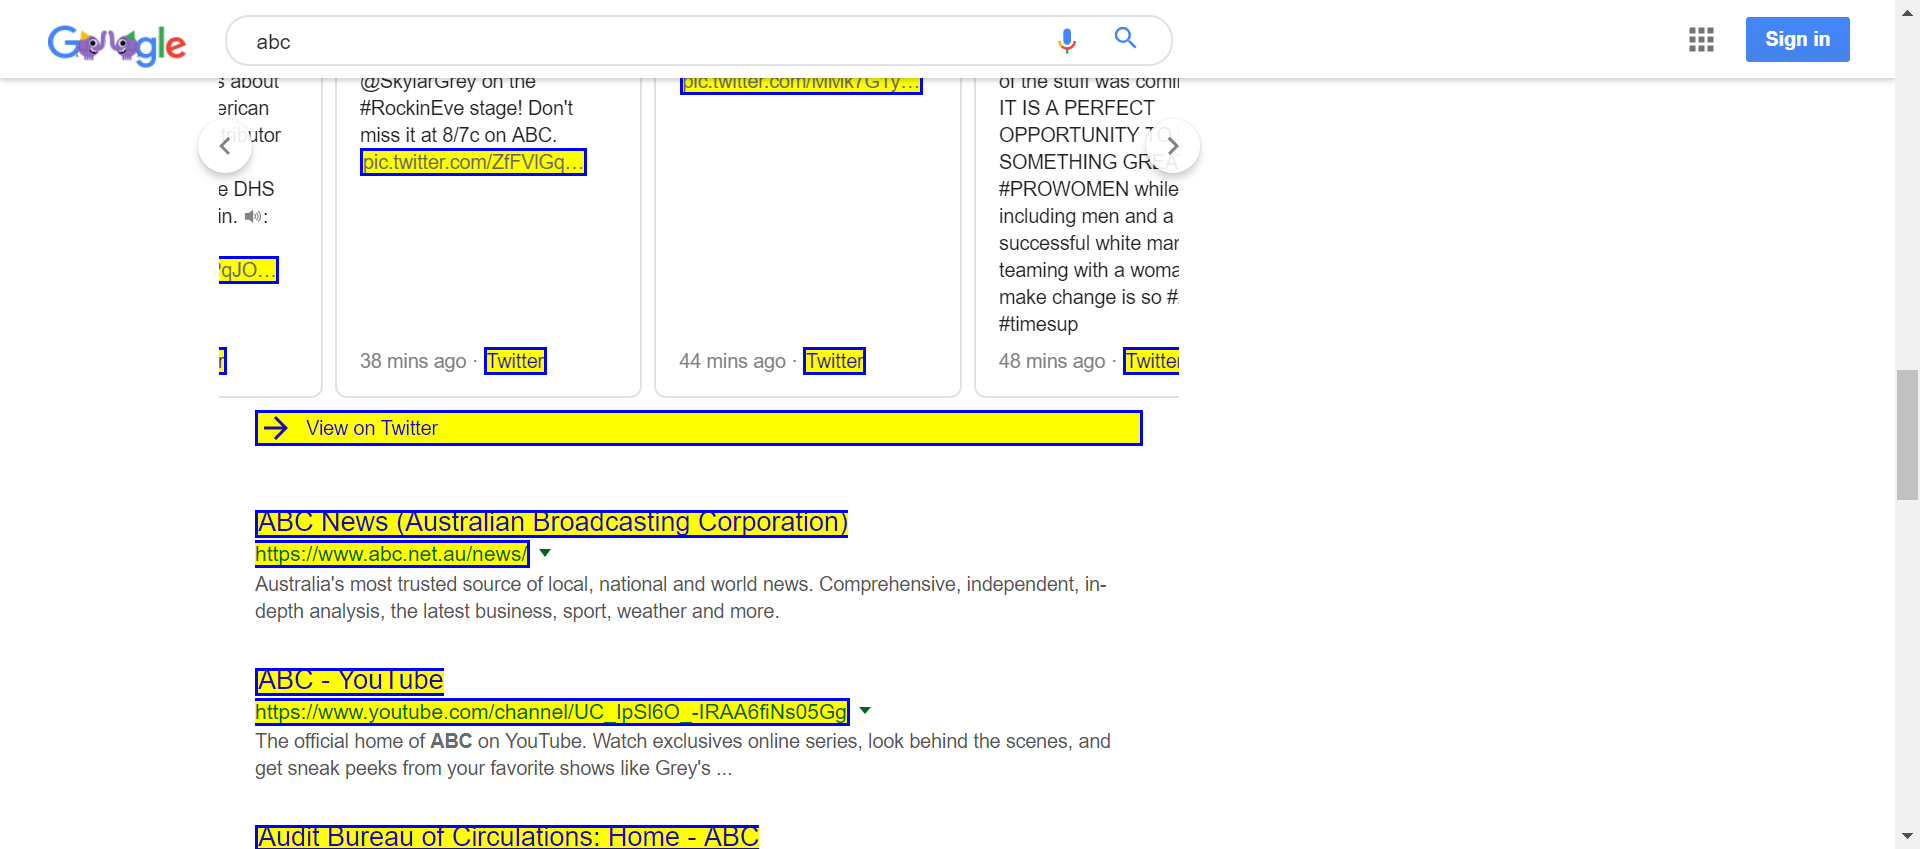 Google
abc
Sign in
s about
erican
tributor
e DHS
in. :
qJO...
@SkylarGrey on the
#RockinEve stage! Don't
miss it at 8/7c on ABC.
pic.twitter.com/ZfFVlGq...
38 mins ago · Twitter
pic.twitter.com/MMk7GTy...
44 mins ago · Twitter
of the stuff was comi
IT IS A PERFECT
OPPORTUNITY TO
SOMETHING GREA
#PROWOMEN while
including men and a
successful white mar
teaming with a woma
make change is so #
#timesup
48 mins ago · Twitter
View on Twitter
ABC News (Australian Broadcasting Corporation)
https://www.abc.net.au/news/
Australia's most trusted source of local, national and world news. Comprehensive, independent, in-
depth analysis, the latest business, sport, weather and more.
ABC - YouTube
https://www.youtube.com/channel/UC_IpSl6O_-IRAA6fiNs05Gg
The official home of ABC on YouTube. Watch exclusives online series, look behind the scenes, and
get sneak peeks from your favorite shows like Grey's ...
Audit Bureau of Circulations: Home - ABC